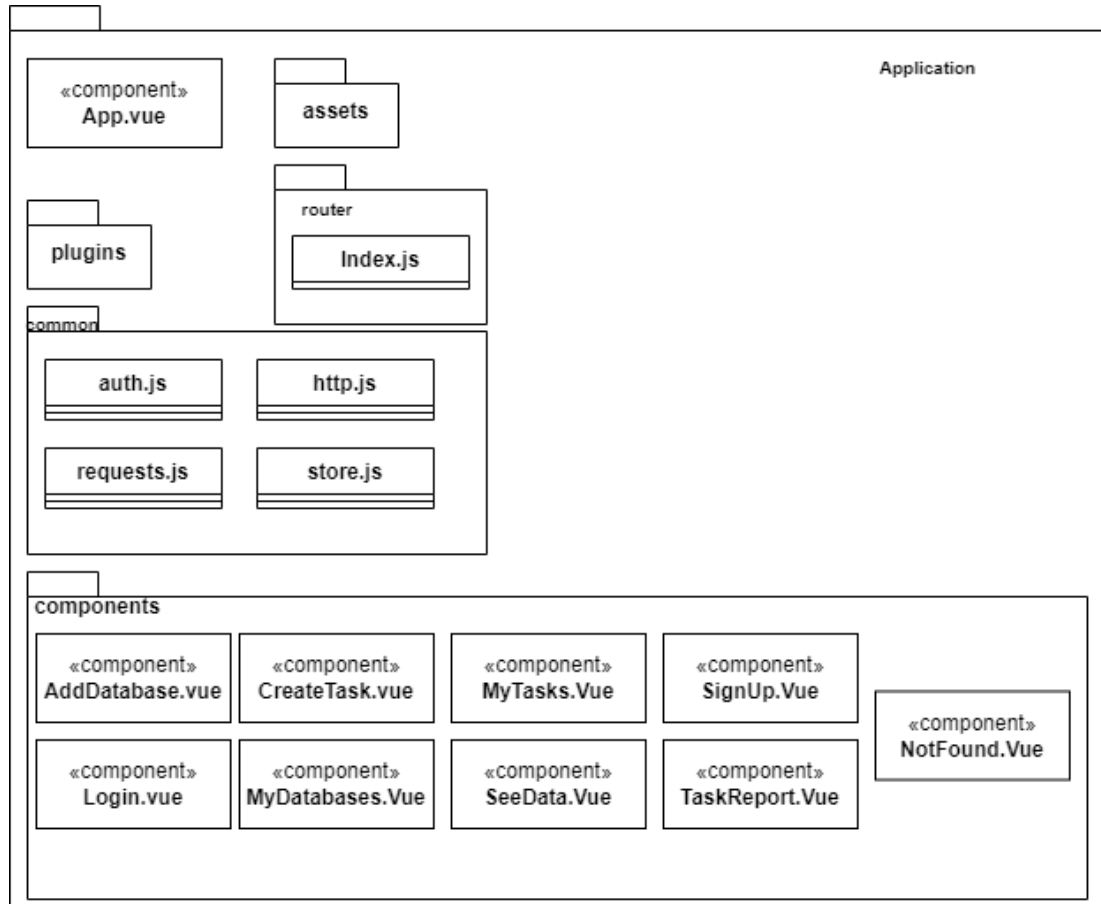 Application
«component»
App.vue
assets
router
Index.js
plugins
common
auth.js
http.js
requests.js
store.js
components
«component»
AddDatabase.vue
«component»
CreateTask.vue
«component»
MyTasks.Vue
«component»
SignUp.Vue
«component»
NotFound.Vue
«component»
Login.vue
«component»
MyDatabases.Vue
«component»
SeeData.Vue
«component»
TaskReport.Vue